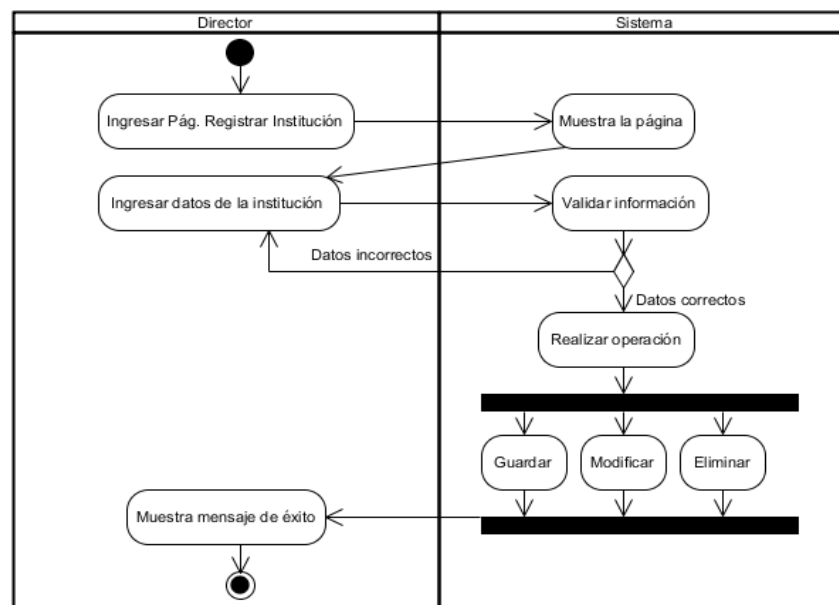 Director
Sistema
Ingresar Pág. Registrar Institución
Muestra la página
Ingresar datos de la institución
Validar información
Datos incorrectos
Datos correctos
Realizar operación
Guardar
Modificar
Eliminar
Muestra mensaje de éxito